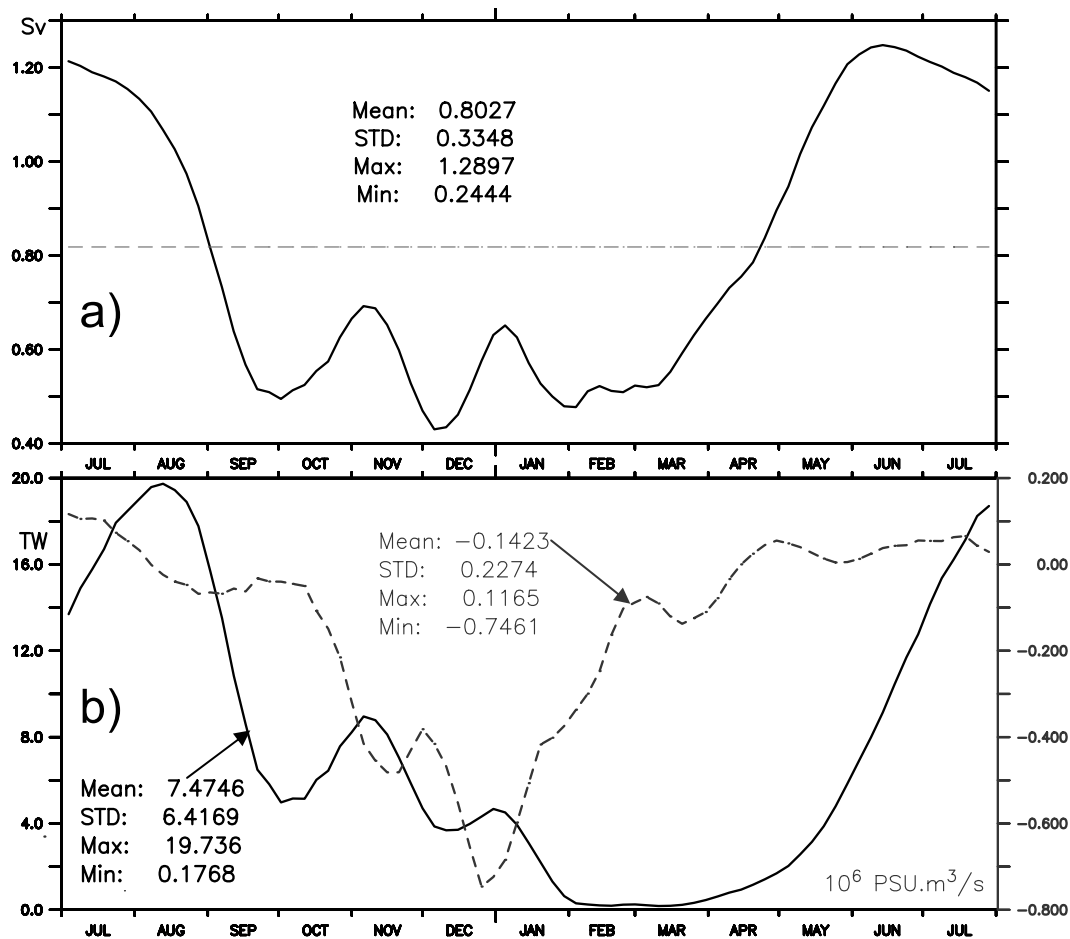 Sv
1.20
Mean: 0.8027
STD: 0.3348
Max: 1.2897
Min: 0.2444
1.00
0.80
a)
0.60
0.40
JUL AUG SEP OCT NOV DEC JAN FEB MAR APR MAY JUN JUL
20.0 0.200
TW
Mean: −0.1423
16.0 0.00
STD: 0.2274
Max: 0.1165
Min: −0.7461
12.0 −0.200
b)
8.0 −0.400
Mean: 7.4746
STD: 6.4169
4.0 −0.600
Max: 19.736
Min: 0.1768
10⁶ PSU.m³/s
0.0 −0.800
JUL AUG SEP OCT NOV DEC JAN FEB MAR APR MAY JUN JUL